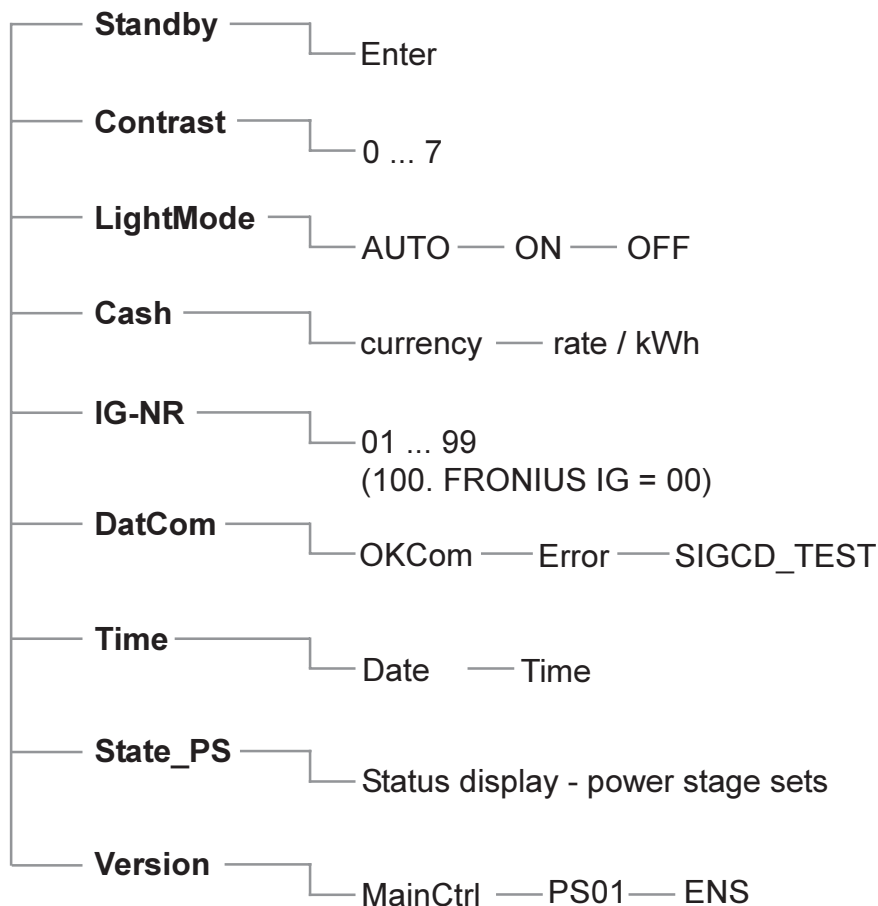 Standby
Enter
Contrast
0 ... 7
LightMode
AUTO ON OFF
Cash
currency rate / kWh
IG-NR
01 ... 99
(100. FRONIUS IG = 00)
DatCom
OKCom Error SIGCD_TEST
Time
Date Time
State_PS
Status display - power stage sets
Version
MainCtrl PS01 ENS